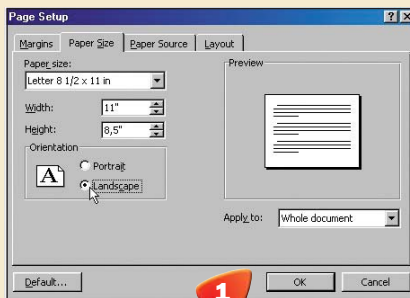 Page Setup
Margins Paper Size Paper Source Layout
Paper size:
Letter 8 1/2 x 11 in
Width: 11"
Height: 8,5"
Orientation
A
Portrait
Landscape
Preview
Apply to: Whole document
Default...
1
OK Cancel